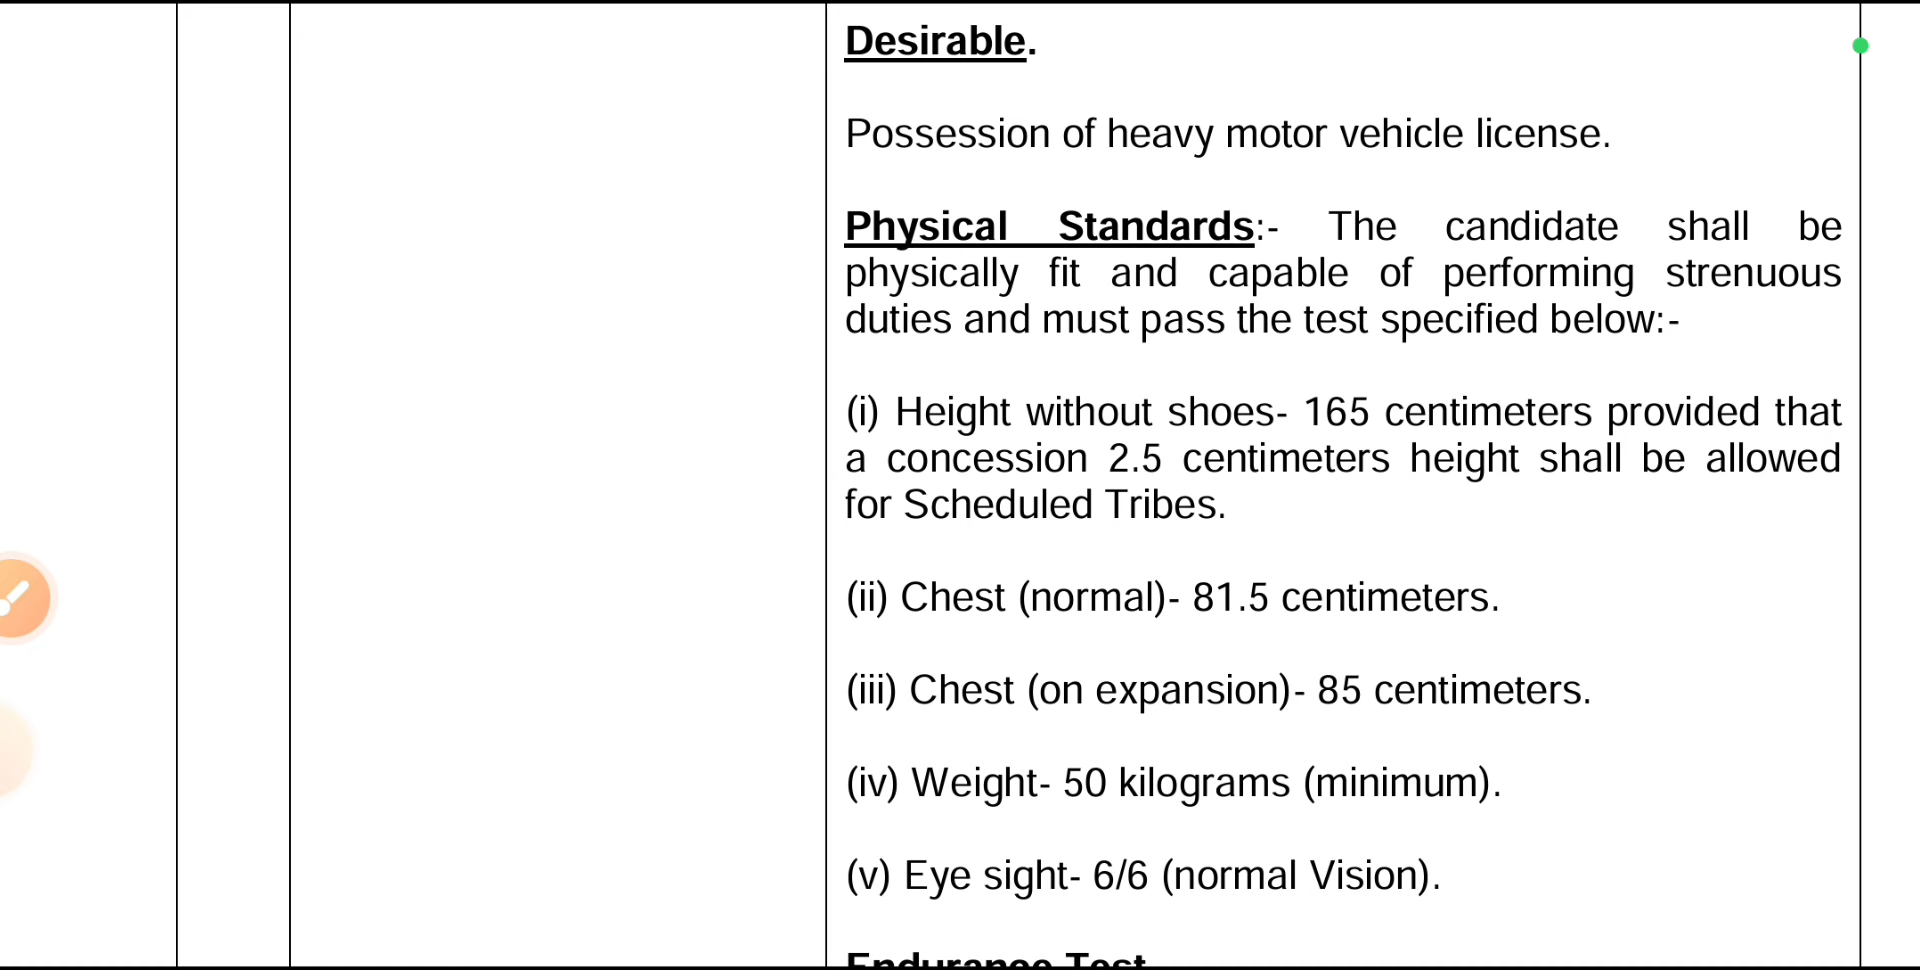 Desirable.
Possession of heavy motor vehicle license.
Physical Standards:- The candidate shall be
physically fit and capable of performing strenuous
duties and must pass the test specified below:-
(i) Height without shoes- 165 centimeters provided that
a concession 2.5 centimeters height shall be allowed
for Scheduled Tribes.
(ii) Chest (normal)- 81.5 centimeters.
(iii) Chest (on expansion)- 85 centimeters.
(iv) Weight- 50 kilograms (minimum).
(v) Eye sight- 6/6 (normal Vision).
Endurance Test